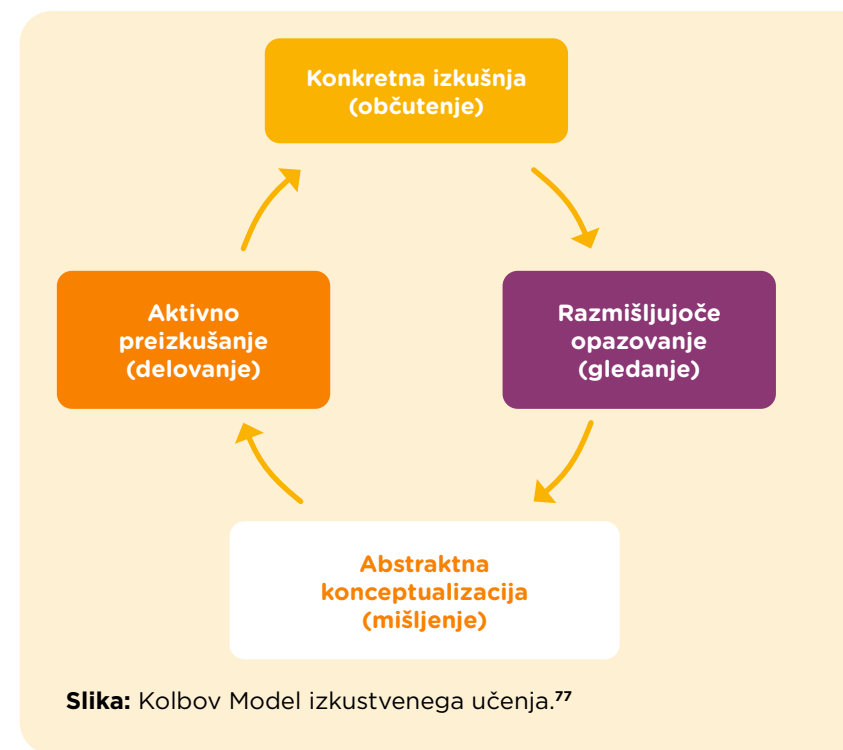 Konkretna izkušnja
(občutenje)
Razmišljujoče
opazovanje
(gledanje)
Abstraktna
konceptualizacija
(mišljenje)
Aktivno
preizkušanje
(delovanje)
Slika: Kolbov Model izkustvenega učenja.⁷⁷